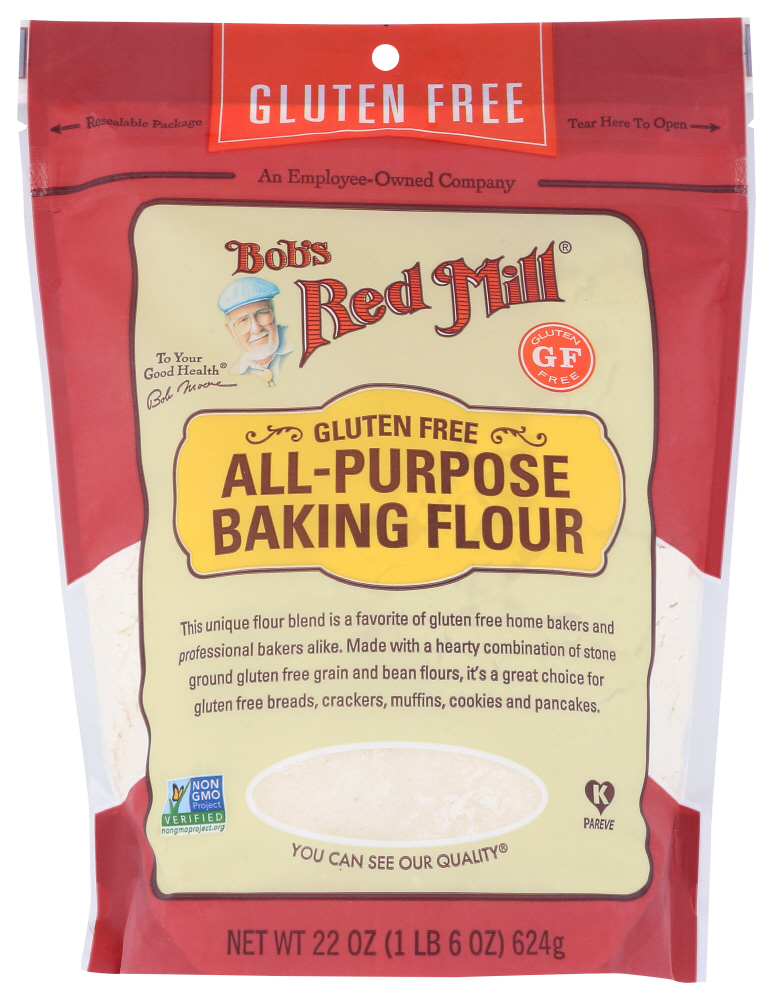 GLUTEN FREE
Resealable Package
Tear Here To Open
An Employee-Owned Company
Bob's
Red Mill®
To Your
Good Health®
Bob Moore
GLUTEN
GF
FREE
GLUTEN FREE
ALL-PURPOSE
BAKING FLOUR
This unique flour blend is a favorite of gluten free home bakers and
professional bakers alike. Made with a hearty combination of stone
ground gluten free grain and bean flours, it's a great choice for
gluten free breads, crackers, muffins, cookies and pancakes.
NON
GMO
Project
VERIFIED
nongmoproject.org
K
PAREVE
YOU CAN SEE OUR QUALITY®
NET WT 22 OZ (1 LB 6 OZ) 624g